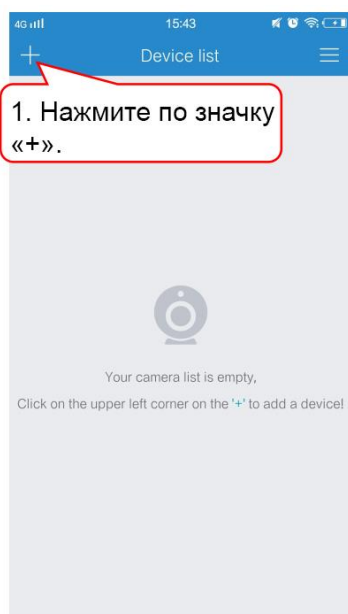 4G 15:43
+ Device list
1. Нажмите по значку
«+».
Your camera list is empty,
Click on the upper left corner on the '+' to add a device!